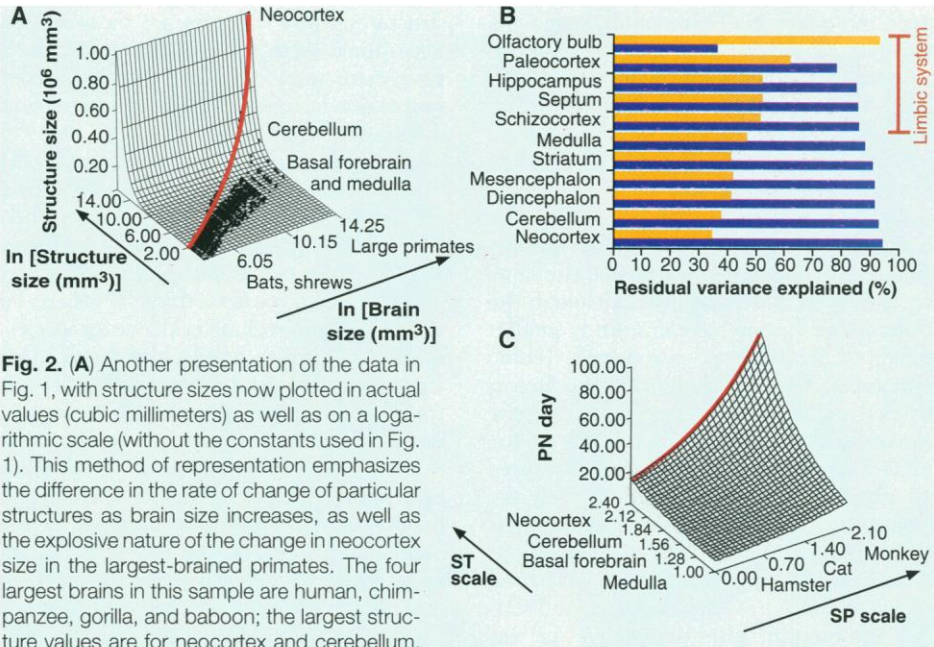 A
Neocortex
Structure size (10⁶ mm³)
1.00
0.80
0.60
0.40
0.20
Cerebellum
Basal forebrain
and medulla
14.00
10.00
6.00
2.00
14.25
10.15
Large primates
6.05
ln [Structure
size (mm³)]
Bats, shrews
ln [Brain
size (mm³)]
B
Olfactory bulb
Paleocortex
Hippocampus
Septum
Schizocortex
Medulla
Striatum
Mesencephalon
Diencephalon
Cerebellum
Neocortex
Limbic system
0 10 20 30 40 50 60 70 80 90 100
Residual variance explained (%)
Fig. 2. (A) Another presentation of the data in
Fig. 1, with structure sizes now plotted in actual
values (cubic millimeters) as well as on a loga-
rithmic scale (without the constants used in Fig.
1). This method of representation emphasizes
the difference in the rate of change of particular
structures as brain size increases, as well as
the explosive nature of the change in neocortex
size in the largest-brained primates. The four
largest brains in this sample are human, chim-
panzee, gorilla, and baboon; the largest struc-
ture values are for neocortex and cerebellum.
C
PN day
100.00
80.00
60.00
40.00
20.00
2.40
Neocortex 2.12
Cerebellum 1.84
Basal forebrain 1.56
1.28
Medulla 1.00
ST
scale
0.00
0.70
1.40
2.10
Hamster
Cat
Monkey
SP scale